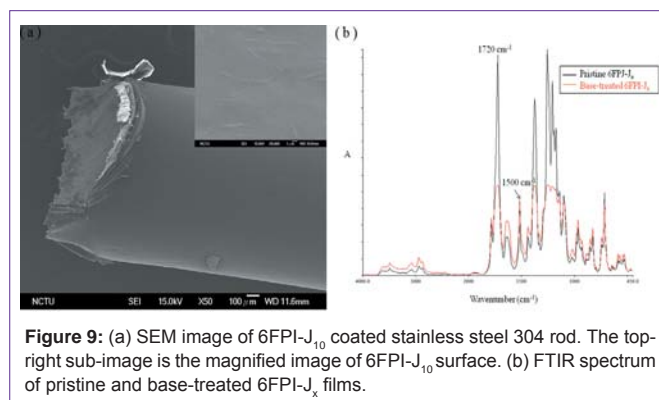 (a)
NCTU
NCTU SEI 15.0kV X50 100 μm WD 11.6mm
(b)
1720 cm-1
Pristine 6FPI-Jx
Base-treated 6FPI-Jx
A
1500 cm-1
4000.0
Wavenumber (cm-1)
Figure 9: (a) SEM image of 6FPI-J10 coated stainless steel 304 rod. The top-
right sub-image is the magnified image of 6FPI-J10 surface. (b) FTIR spectrum
of pristine and base-treated 6FPI-Jx films.